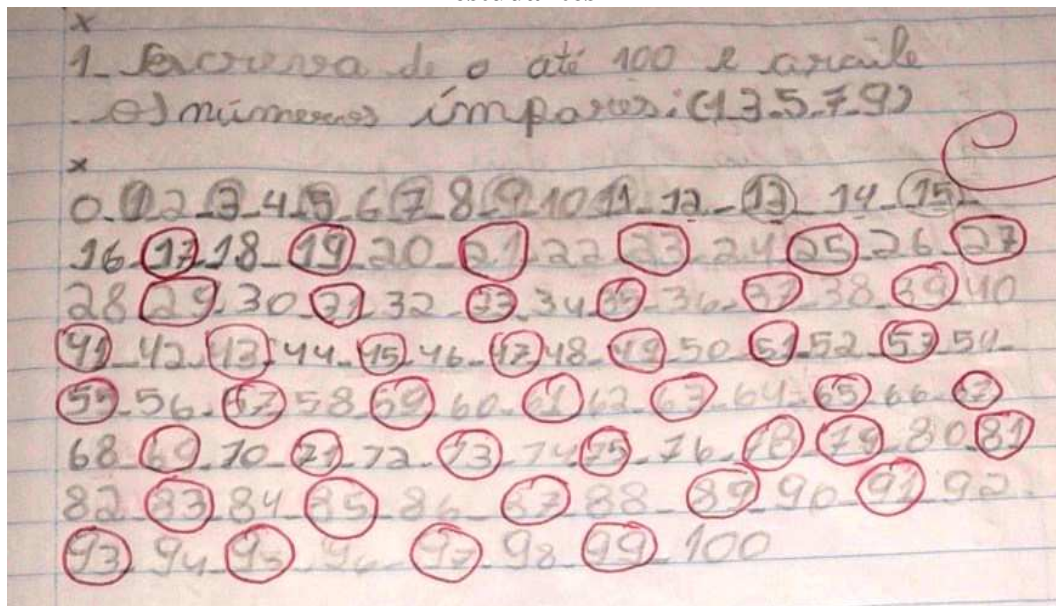 x
1- Escreva de 0 até 100 e circule
os números ímpares: (1.3.5.7.9)
x
0-1-2-3-4-5-6-7-8-9-10-11-12-13-14-15-
16-17-18-19-20-21-22-23-24-25-26-27
28-29-30-31-32-33-34-35-36-37-38-39-40
41-42-43-44-45-46-47-48-49-50-51-52-53-54-
55-56-57-58-59-60-61-62-63-64-65-66-67
68-69-70-71-72-73-74-75-76-78-79-80-81
82-83-84-85-86-87-88-89-90-91-92-
93-94-95-96-97-98-99-100